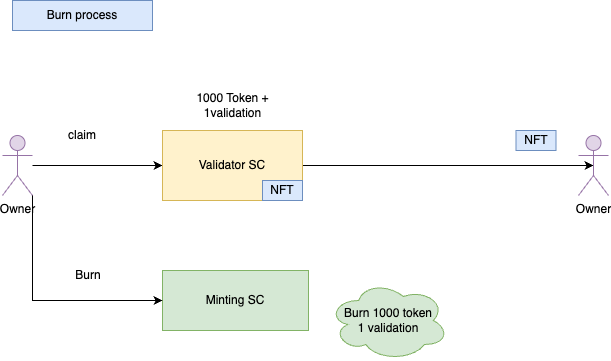 Burn process
1000 Token +
1validation
claim
NFT
Validator SC
NFT
Owner
Owner
Burn
Minting SC
Burn 1000 token
1 validation